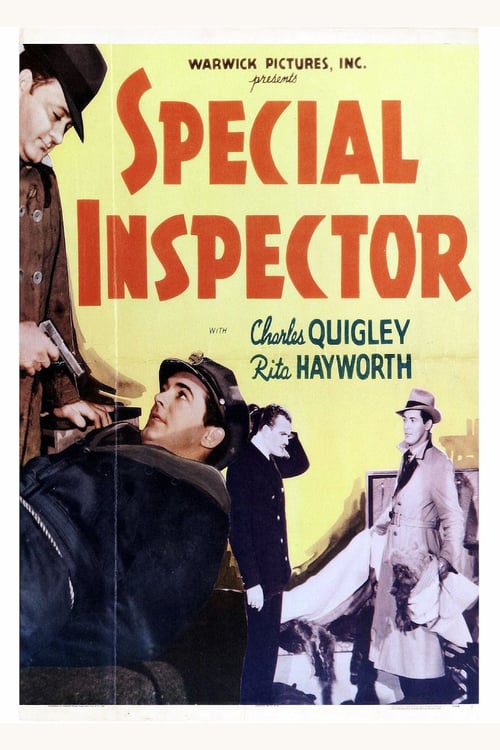 WARWICK PICTURES, INC.
presents
SPECIAL
INSPECTOR
WITH Charles QUIGLEY
Rita HAYWORTH